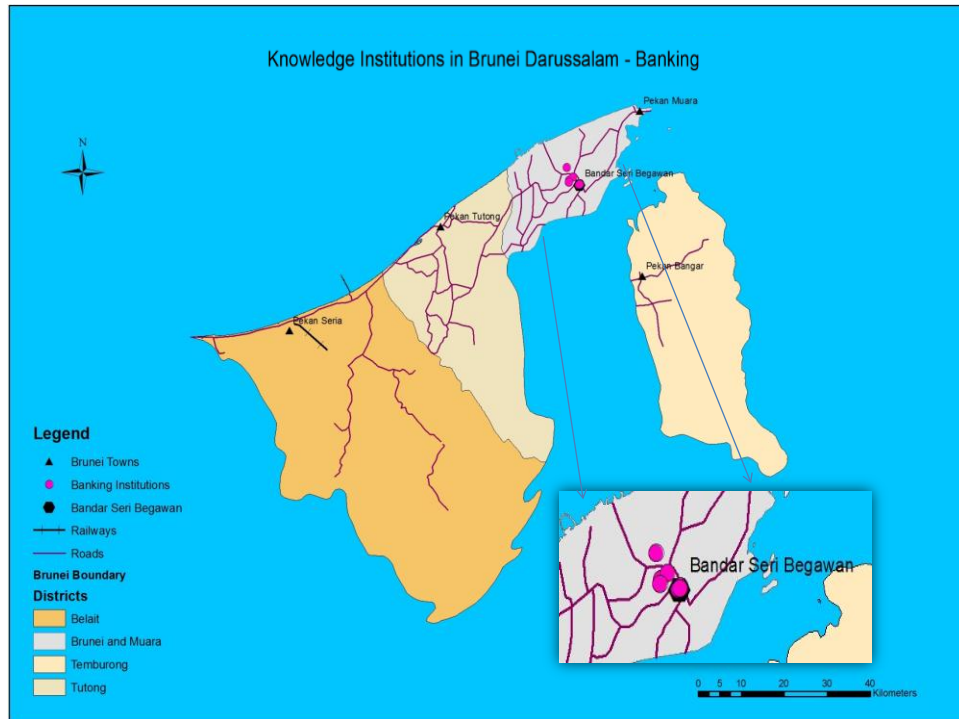 Knowledge Institutions in Brunei Darussalam - Banking
Pekan Muara
N
Bandar Seri Begawan
Pekan Tutong
Pekan Bangar
Pekan Seria
Legend
Brunei Towns
Banking Institutions
Bandar Seri Begawan
Railways
Roads
Brunei Boundary
Districts
Belait
Brunei and Muara
Temburong
Tutong
Bandar Seri Begawan
0 5 10 20 30 40
Kilometers